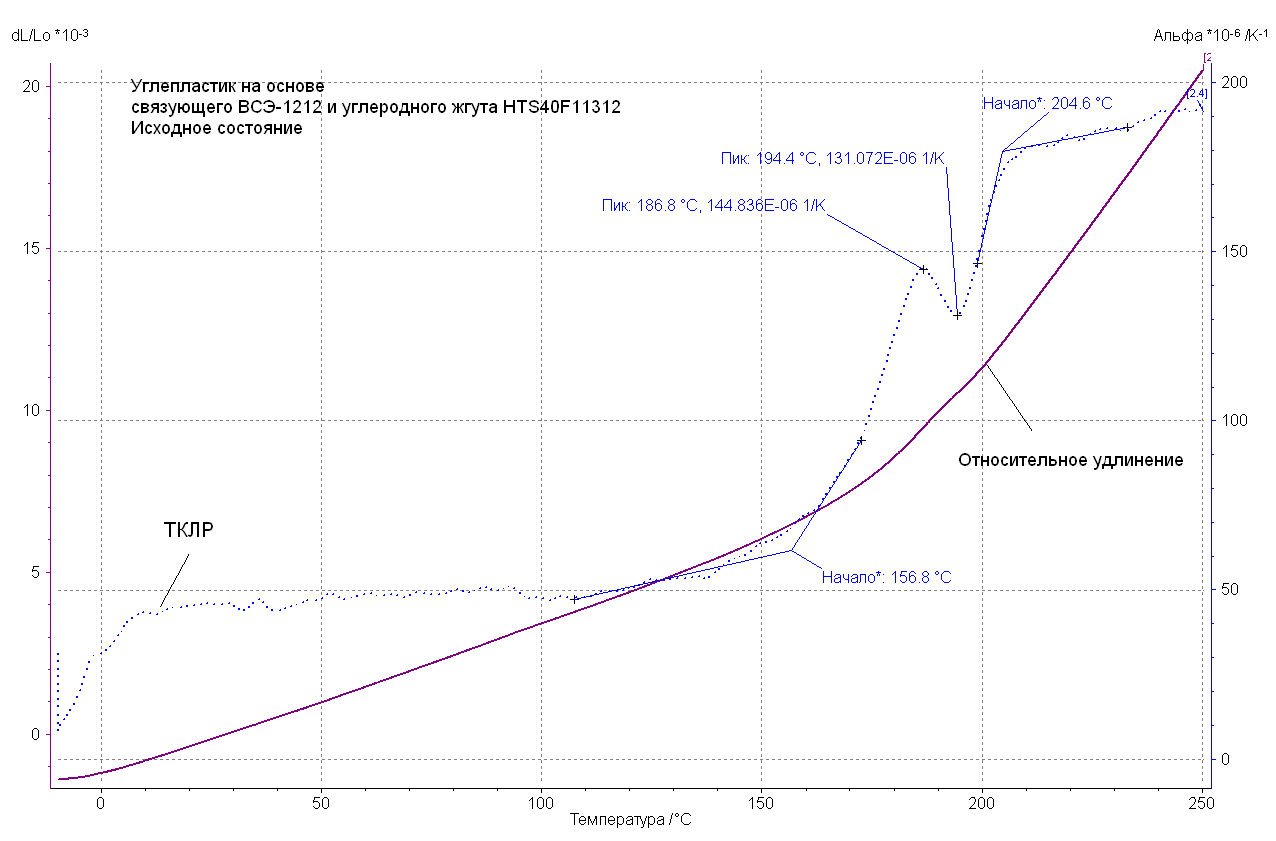 dL/Lo *10-3
Альфа *10-6 /K-1
Углепластик на основе
связующего ВСЭ-1212 и углеродного жгута HTS40F11312
Исходное состояние
Начало*: 204.6 °C
[2.4]
Пик: 194.4 °C, 131.072E-06 1/K
Пик: 186.8 °C, 144.836E-06 1/K
Относительное удлинение
ТКЛР
Начало*: 156.8 °C
20
15
10
5
0
200
150
100
50
0
0
50
100
150
200
250
Температура /°C